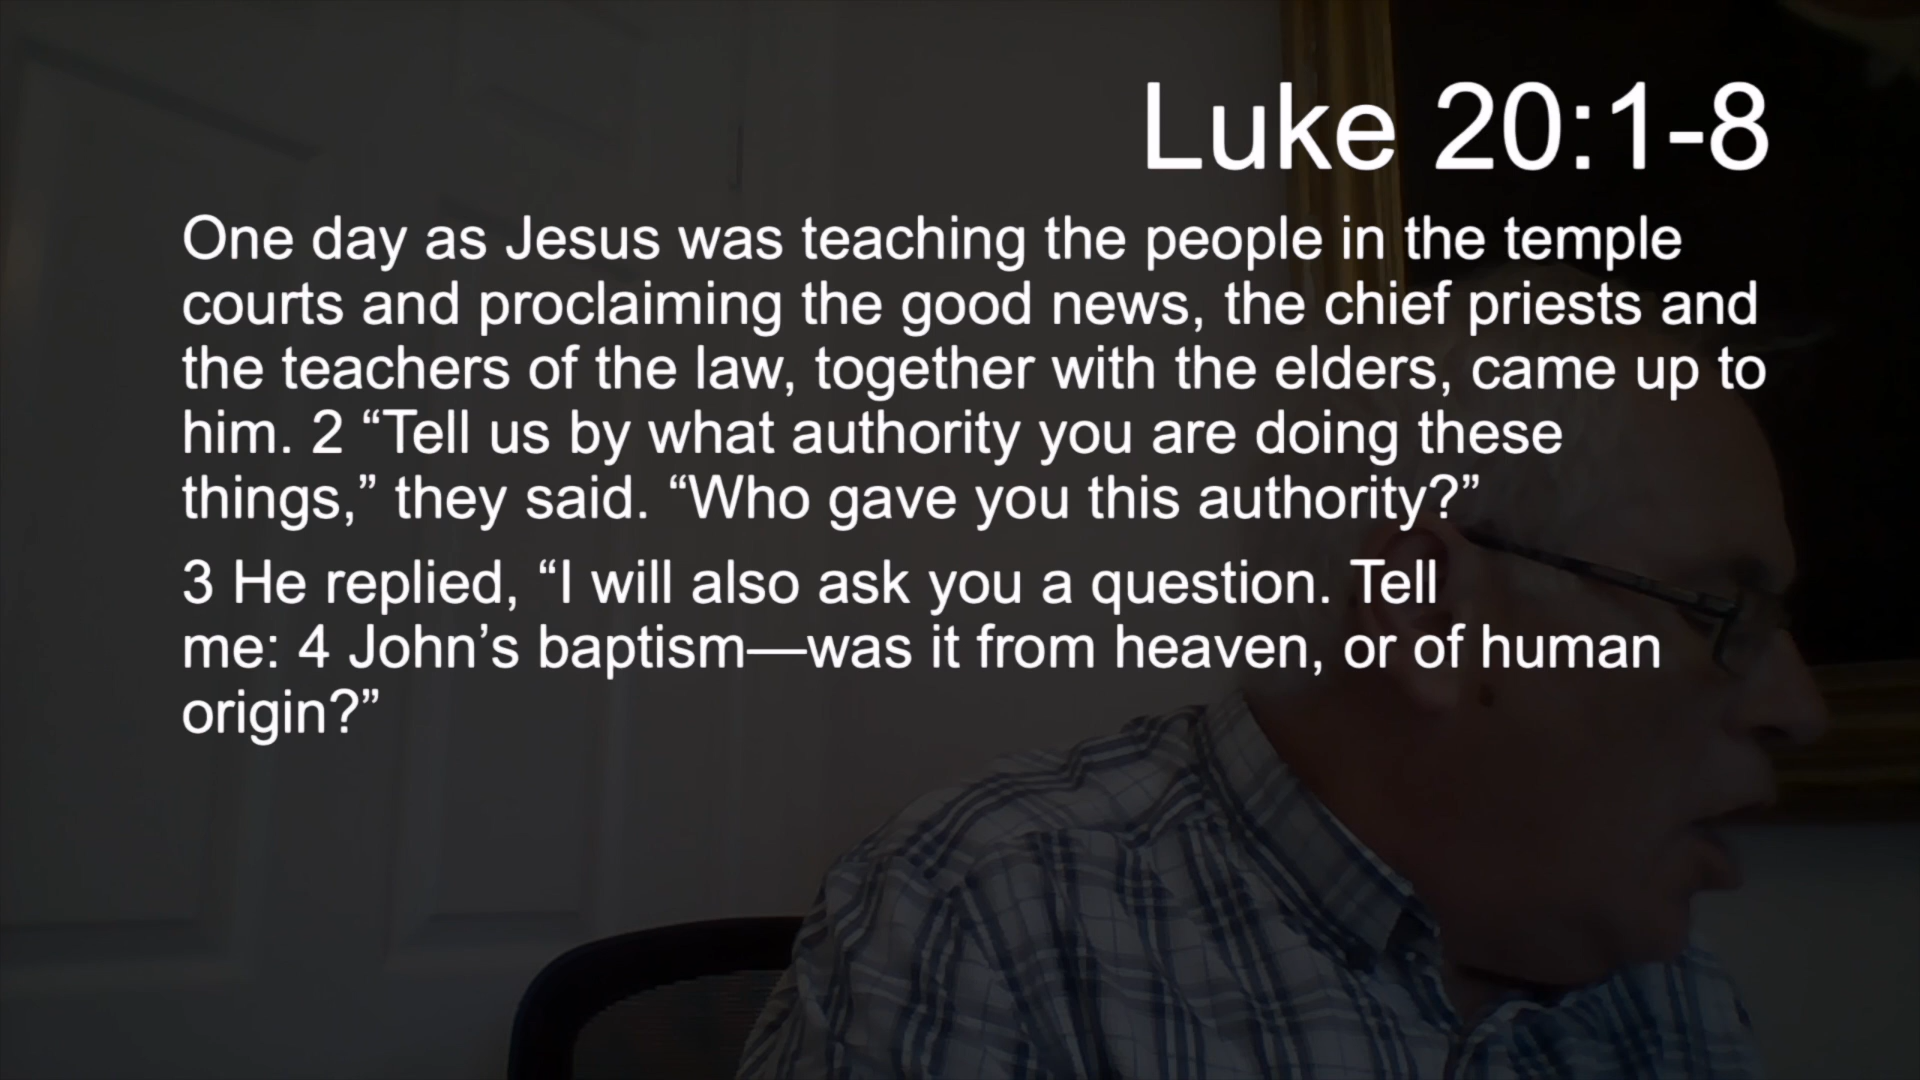 Luke 20:1-8
One day as Jesus was teaching the people in the temple
courts and proclaiming the good news, the chief priests and
the teachers of the law, together with the elders, came up to
him. 2 “Tell us by what authority you are doing these
things,” they said. “Who gave you this authority?”
3 He replied, “I will also ask you a question. Tell
me: 4 John’s baptism—was it from heaven, or of human
origin?”